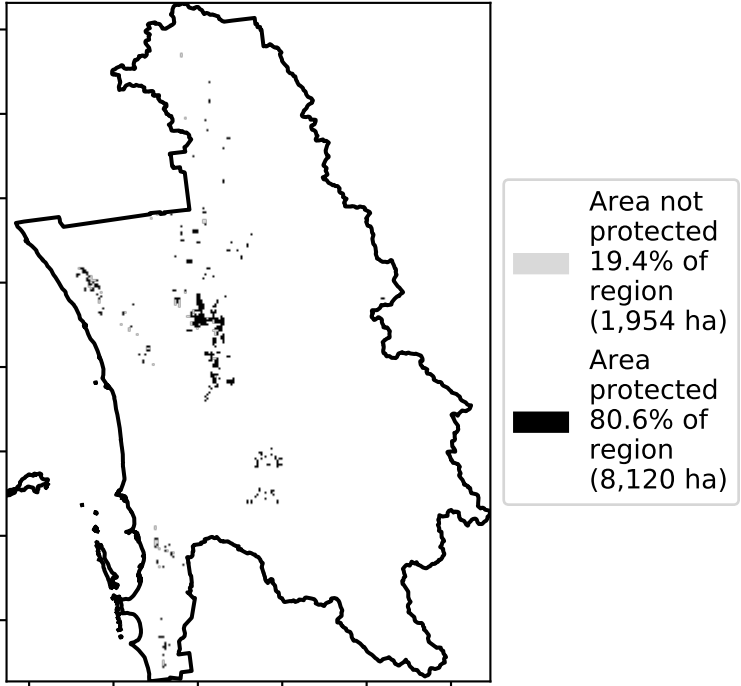 Area not
protected
19.4% of
region
(1,954 ha)
Area
protected
80.6% of
region
(8,120 ha)